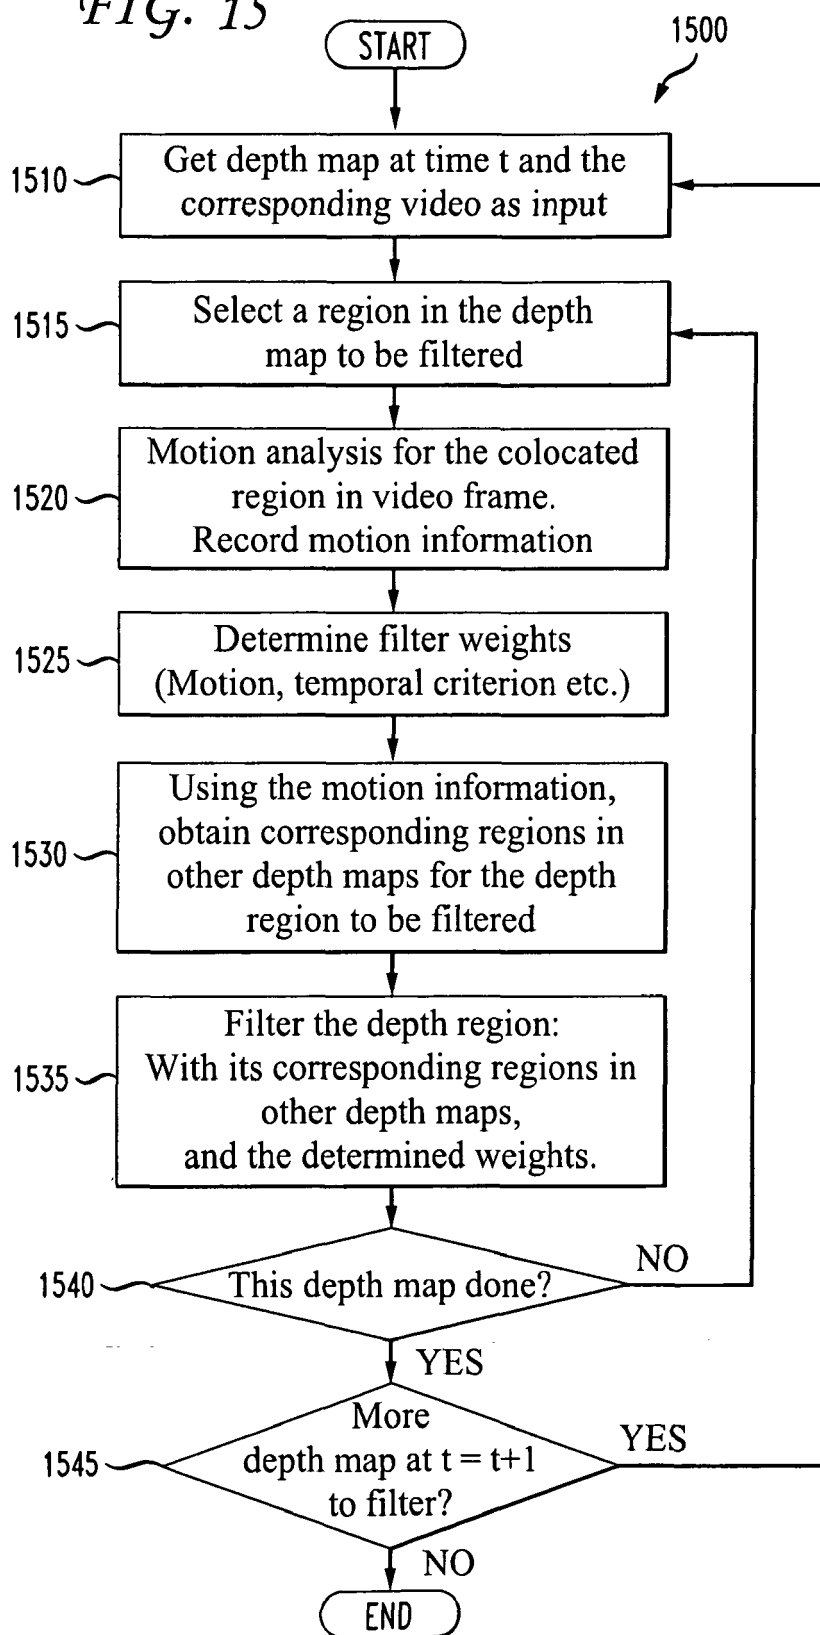 FIG. 15
START
1500
1510
Get depth map at time t and the
corresponding video as input
1515
Select a region in the depth
map to be filtered
1520
Motion analysis for the colocated
region in video frame.
Record motion information
1525
Determine filter weights
(Motion, temporal criterion etc.)
1530
Using the motion information,
obtain corresponding regions in
other depth maps for the depth
region to be filtered
1535
Filter the depth region:
With its corresponding regions in
other depth maps,
and the determined weights.
1540
This depth map done?
NO
YES
1545
More
depth map at t = t+1
to filter?
YES
NO
END